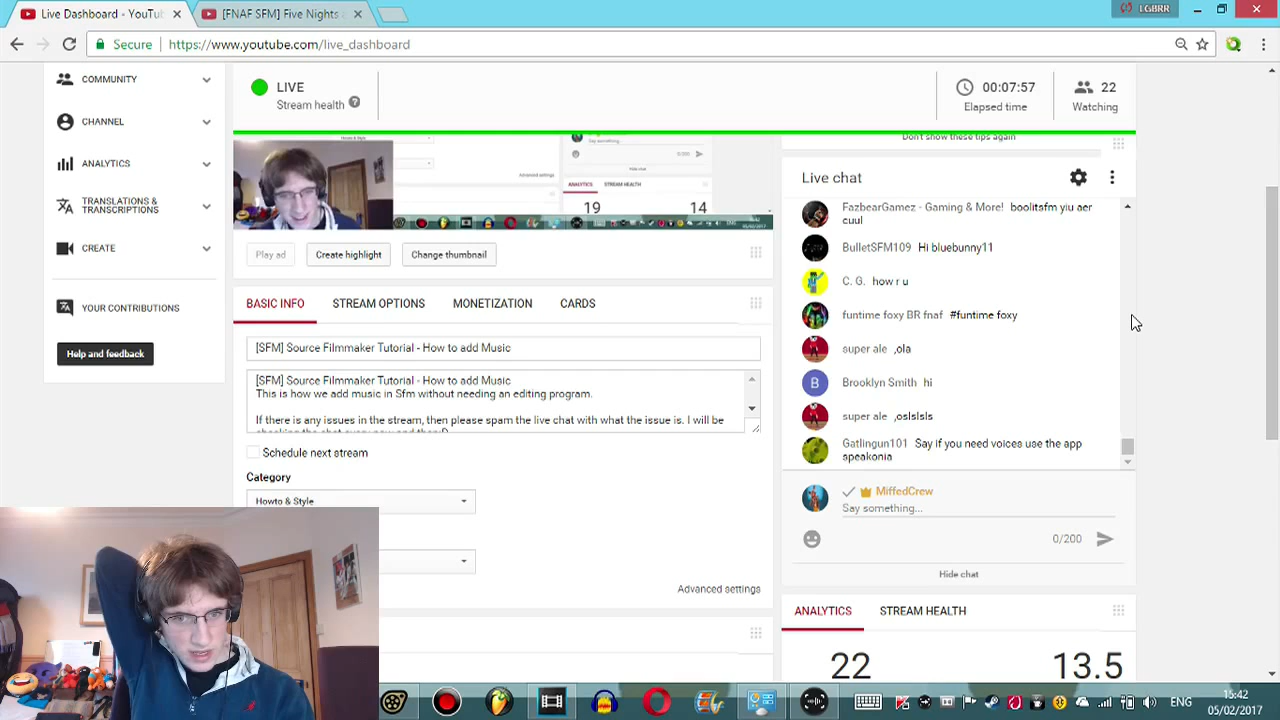 Live Dashboard - YouTu
[FNAF SFM] Five Nights a
LGBRR
Secure
https://www.youtube.com/live_dashboard
COMMUNITY
CHANNEL
ANALYTICS
TRANSLATIONS &
TRANSCRIPTIONS
CREATE
YOUR CONTRIBUTIONS
Help and feedback
LIVE
Stream health
00:07:57
Elapsed time
22
Watching
Say something...
0/200
Hide chat
Advanced settings
ANALYTICS
STREAM HEALTH
19
14
Play ad
Create highlight
Change thumbnail
BASIC INFO
STREAM OPTIONS
MONETIZATION
CARDS
[SFM] Source Filmmaker Tutorial - How to add Music
[SFM] Source Filmmaker Tutorial - How to add Music
This is how we add music in Sfm without needing an editing program.
If there is any issues in the stream, then please spam the live chat with what the issue is. I will be
Schedule next stream
Category
Howto & Style
Advanced settings
Don't show these tips again
Live chat
FazbearGamez - Gaming & More! boolitsfm yiu aer
cuul
BulletSFM109 Hi bluebunny11
C. G. how r u
funtime foxy BR fnaf #funtime foxy
super ale ,ola
B
Brooklyn Smith hi
super ale ,oslslsls
Gatlingun101 Say if you need voices use the app
speakonia
MiffedCrew
Say something...
0/200
Hide chat
ANALYTICS
STREAM HEALTH
22
13.5
ENG
15:42
05/02/2017